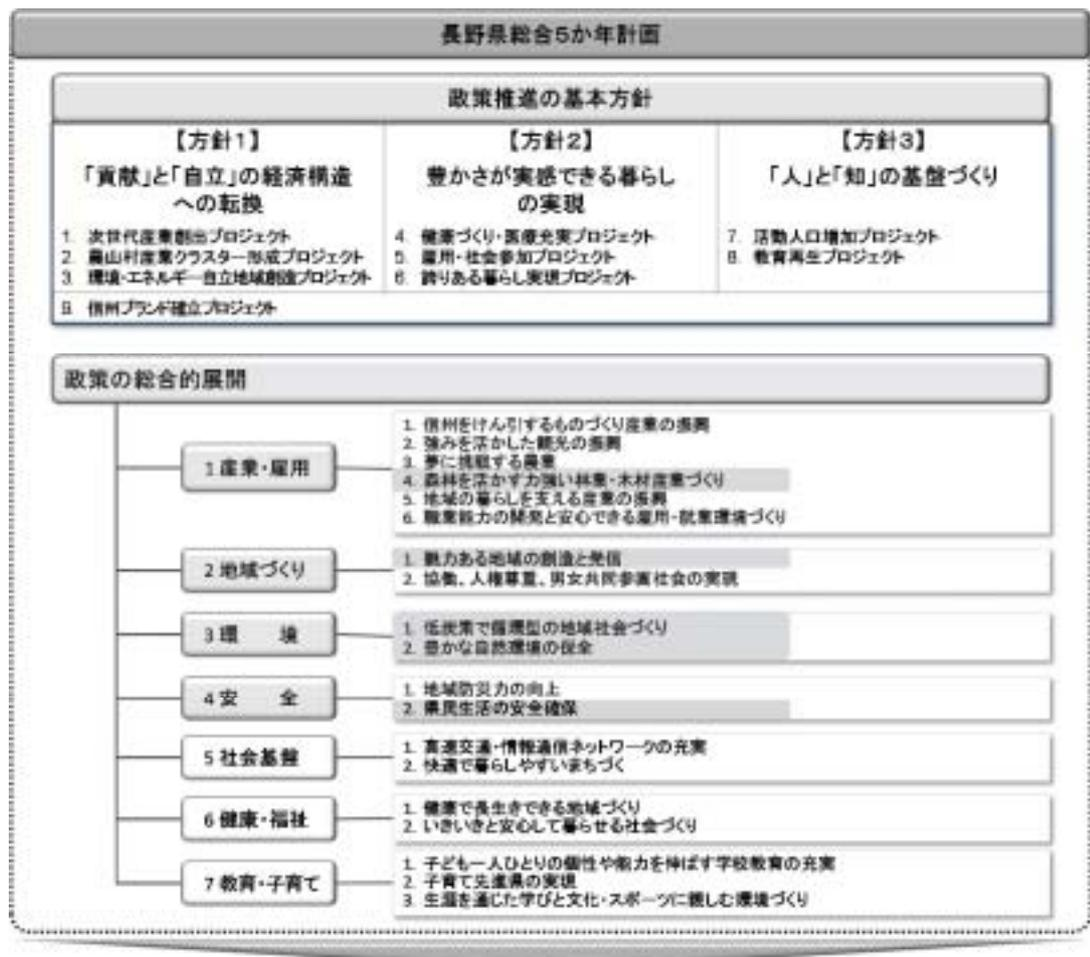 長野県総合5か年計画
政策推進の基本方針
【方針1】
「貢献」と「自立」の経済構造
への転換
1. 次世代産業創出プロジェクト
2. 農山村産業クラスター形成プロジェクト
3. 環境・エネルギー自立地域創造プロジェクト
【方針2】
豊かさが実感できる暮らし
の実現
4. 健康づくり・医療充実プロジェクト
5. 雇用・社会参加プロジェクト
6. 誇りある暮らし実現プロジェクト
【方針3】
「人」と「知」の基盤づくり
7. 活動人口増加プロジェクト
8. 教育再生プロジェクト
9. 信州ブランド確立プロジェクト
政策の総合的展開
1 産業・雇用
1. 信州をけん引するものづくり産業の振興
2. 強みを活かした観光の振興
3. 夢に挑戦する農業
4. 森林を活かす力強い林業・木材産業づくり
5. 地域の暮らしを支える産業の振興
6. 職業能力の開発と安心できる雇用・就業環境づくり
2 地域づくり
1. 魅力ある地域の創造と発信
2. 協働、人権尊重、男女共同参画社会の実現
3 環 境
1. 低炭素で循環型の地域社会づくり
2. 豊かな自然環境の保全
4 安 全
1. 地域防災力の向上
2. 県民生活の安全確保
5 社会基盤
1. 高速交通・情報通信ネットワークの充実
2. 快適で暮らしやすいまちづく
6 健康・福祉
1. 健康で長生きできる地域づくり
2. いきいきと安心して暮らせる社会づくり
7 教育・子育て
1. 子ども一人ひとりの個性や能力を伸ばす学校教育の充実
2. 子育て先進県の実現
3. 生涯を通じた学びと文化・スポーツに親しむ環境づくり